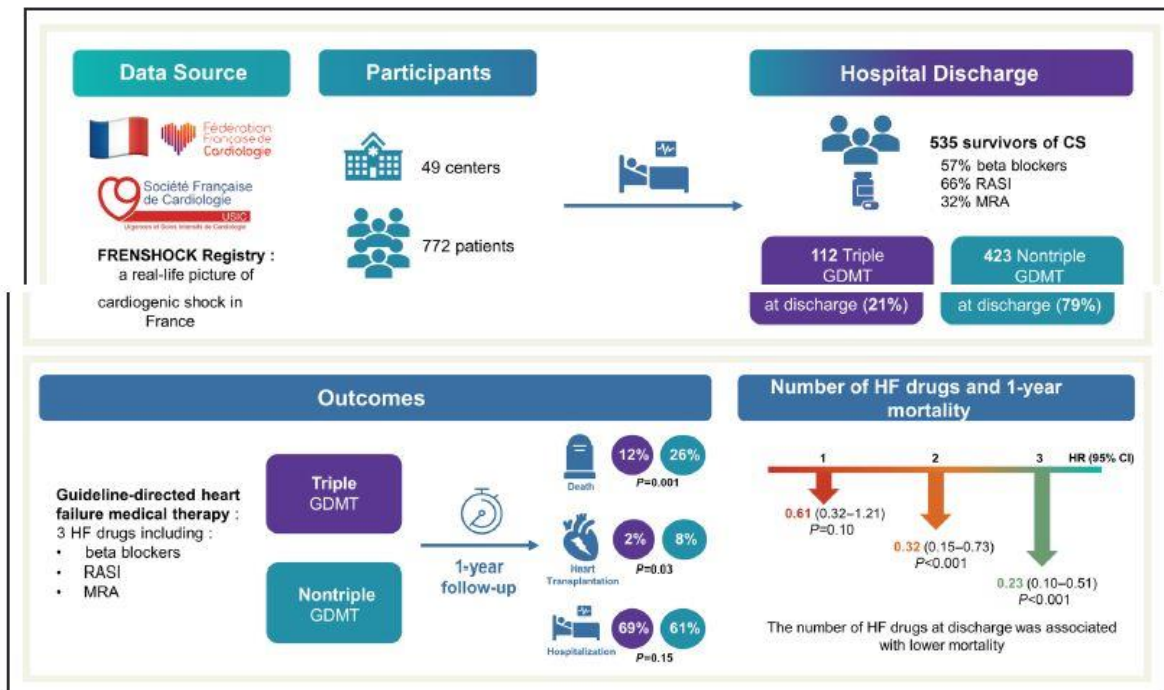 Data Source
Fédération
Française de
Cardiologie
Société Française
de Cardiologie
USIC
Urgences et Soins Intensifs de Cardiologie
FRENSHOCK Registry :
a real-life picture of
cardiogenic shock in
France
Participants
49 centers
772 patients
Hospital Discharge
535 survivors of CS
57% beta blockers
66% RASI
32% MRA
112 Triple
GDMT
at discharge (21%)
423 Nontriple
GDMT
at discharge (79%)
Outcomes
Guideline-directed heart
failure medical therapy :
3 HF drugs including :
• beta blockers
• RASI
• MRA
Triple
GDMT
Nontriple
GDMT
1-year
follow-up
12% 26%
Death
P=0.001
2% 8%
Heart
Transplantation
P=0.03
69% 61%
Hospitalization
P=0.15
Number of HF drugs and 1-year
mortality
1 2 3 HR (95% CI)
0.61 (0.32–1.21)
P=0.10
0.32 (0.15–0.73)
P<0.001
0.23 (0.10–0.51)
P<0.001
The number of HF drugs at discharge was associated
with lower mortality